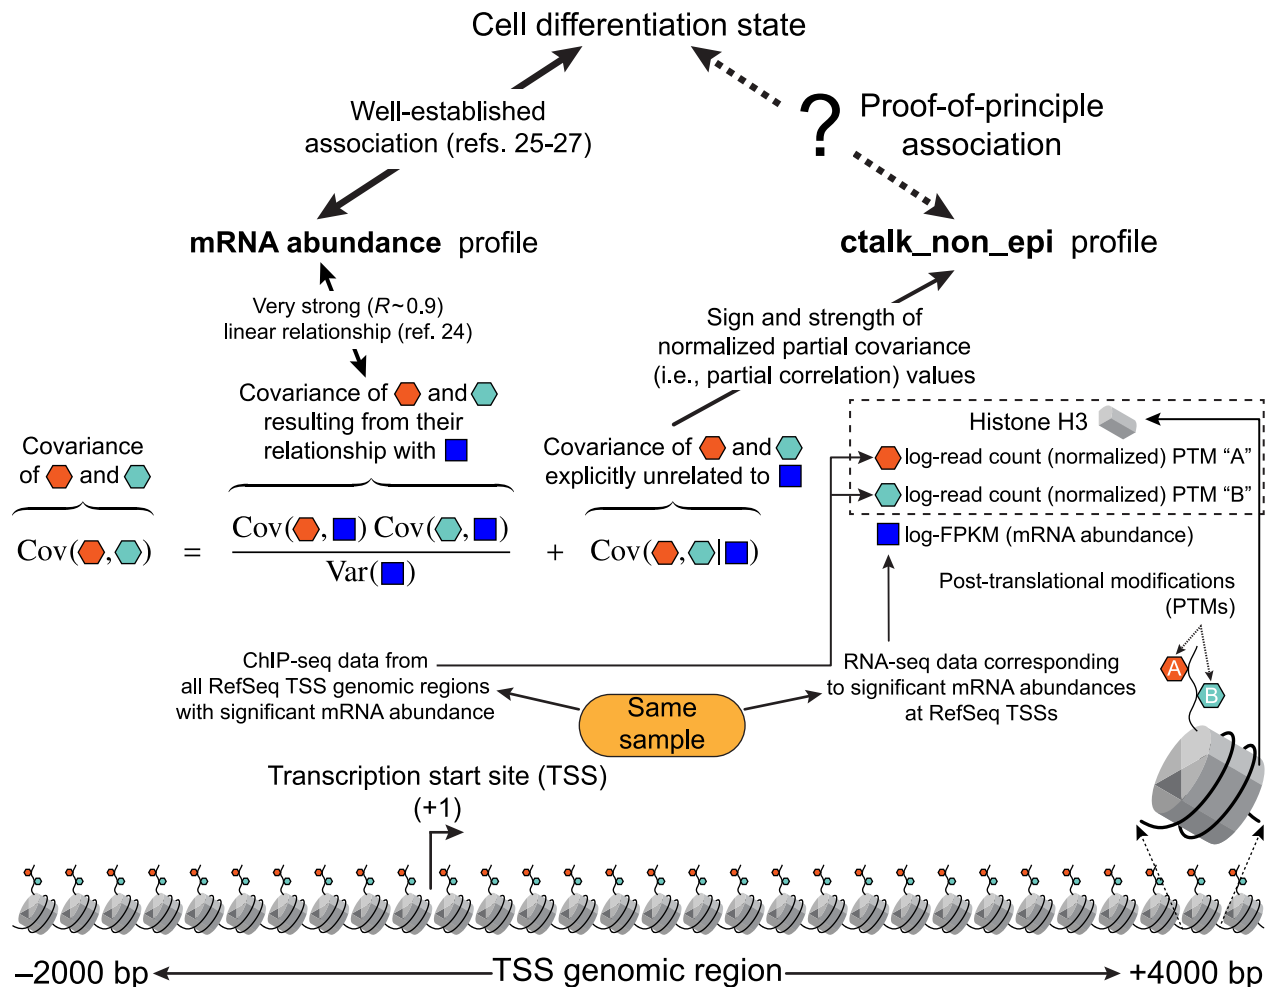 Cell differentiation state
Well-established
association (refs. 25-27)
?
Proof-of-principle
association
mRNA abundance profile
ctalk_non_epi profile
Very strong (R~0.9)
linear relationship (ref. 24)
Sign and strength of
normalized partial covariance
(i.e., partial correlation) values
Covariance of and
resulting from their
relationship with
Covariance
of and
Covariance of and
explicitly unrelated to
Histone H3
log-read count (normalized) PTM “A”
log-read count (normalized) PTM “B”
log-FPKM (mRNA abundance)
Cov( , ) = Cov( , ) Cov( , ) + Cov( , | )
Var( )
Post-translational modifications
(PTMs)
A
B
ChIP-seq data from
all RefSeq TSS genomic regions
with significant mRNA abundance
Same
sample
RNA-seq data corresponding
to significant mRNA abundances
at RefSeq TSSs
Transcription start site (TSS)
(+1)
–2000 bp TSS genomic region +4000 bp